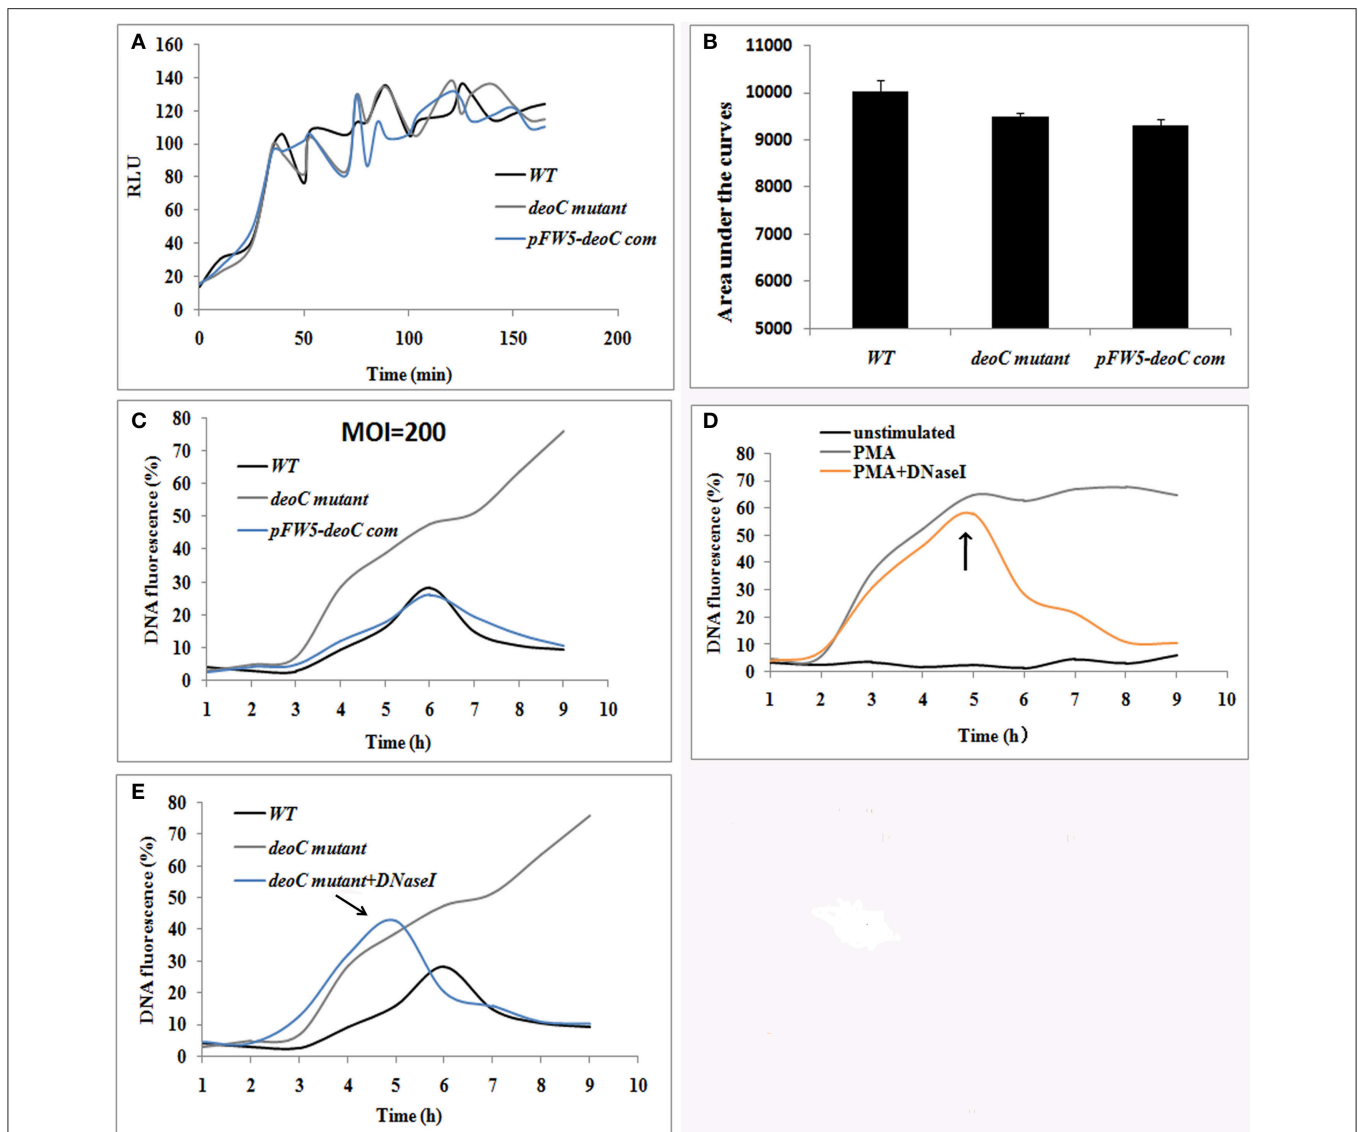 A
160
140
120
100
80
60
40
20
0
RLU
WT
deoC mutant
pFW5-deoC com
0 50 100 150 200
Time (min)
B
11000
10000
9000
8000
7000
6000
5000
Area under the curves
WT deoC mutant pFW5-deoC com
C
80
70
60
50
40
30
20
10
0
DNA fluorescence (%)
MOI=200
WT
deoC mutant
pFW5-deoC com
1 2 3 4 5 6 7 8 9 10
Time (h)
D
unstimulated
PMA
PMA+DNaseI
80
70
60
50
40
30
20
10
0
DNA fluorescence (%)
1 2 3 4 5 6 7 8 9 10
Time (h)
E
80
70
60
50
40
30
20
10
0
DNA fluorescence (%)
WT
deoC mutant
deoC mutant+DNaseI
1 2 3 4 5 6 7 8 9 10
Time (h)